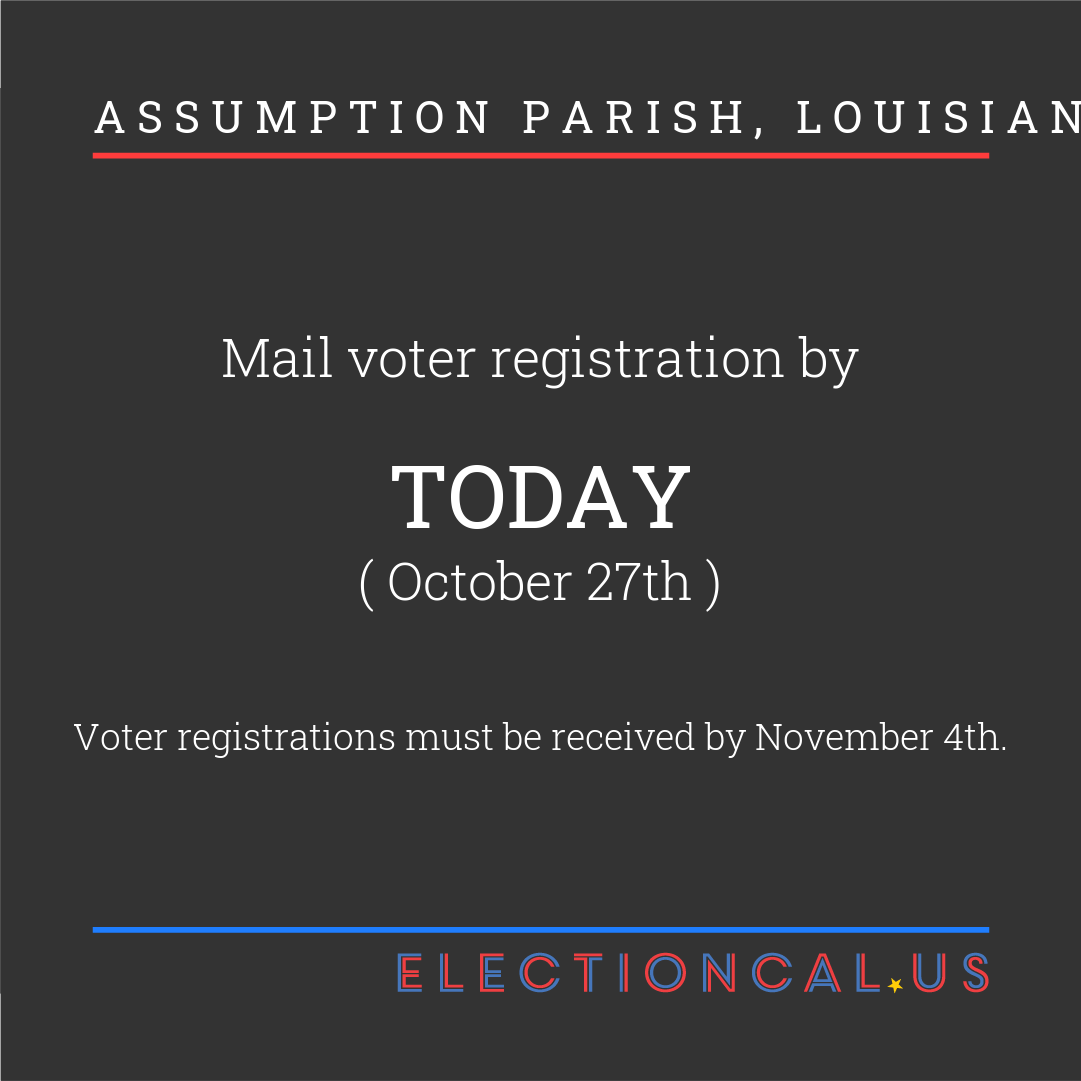 ASSUMPTION PARISH, LOUISIAN
Mail voter registration by
TODAY
( October 27th )
Voter registrations must be received by November 4th.
ELECTIONCAL.US